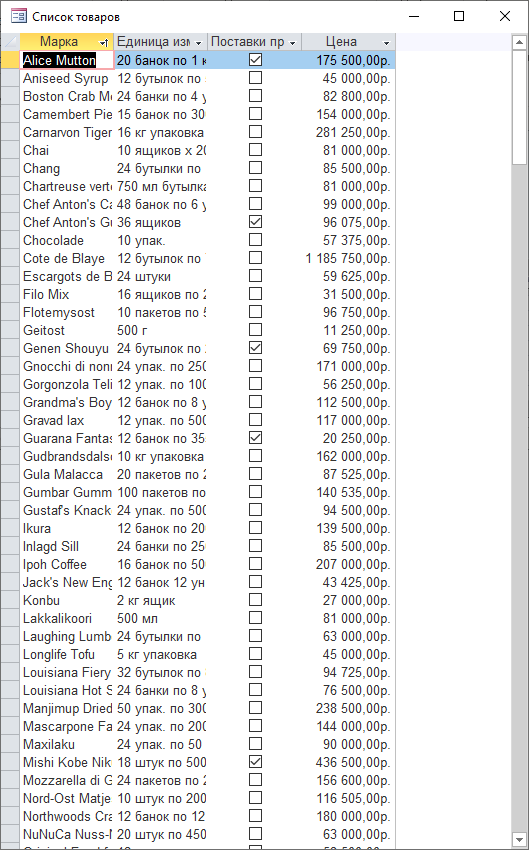 Список товаров
Марка Единица изм Поставки пр Цена
Alice Mutton 20 банок по 1 к 175 500,00р.
Aniseed Syrup 12 бутылок по 45 000,00р.
Boston Crab M 24 банки по 4 у 82 800,00р.
Camembert Pie 15 банок по 30 154 000,00р.
Carnarvon Tiger 16 кг упаковка 281 250,00р.
Chai 10 ящиков x 20 81 000,00р.
Chang 24 бутылки по 85 500,00р.
Chartreuse verte 750 мл бутылка 81 000,00р.
Chef Anton's Ca 48 банок по 6 у 99 000,00р.
Chef Anton's Gu 36 ящиков 96 075,00р.
Chocolade 10 упак. 57 375,00р.
Cote de Blaye 12 бутылок по 1 185 750,00р.
Escargots de B 24 штуки 59 625,00р.
Filo Mix 16 ящиков по 2 31 500,00р.
Flotemysost 10 пакетов по 5 96 750,00р.
Geitost 500 г 11 250,00р.
Genen Shouyu 24 бутылок по 69 750,00р.
Gnocchi di nonn 24 упак. по 250 171 000,00р.
Gorgonzola Teli 12 упак. по 100 56 250,00р.
Grandma's Boy 12 банок по 8 у 112 500,00р.
Gravad lax 12 упак. по 500 117 000,00р.
Guarana Fantas 12 банок по 35 20 250,00р.
Gudbrandsdalso 10 кг упаковка 162 000,00р.
Gula Malacca 20 пакетов по 2 87 525,00р.
Gumbar Gumm 100 пакетов по 140 535,00р.
Gustaf's Knack 24 упак. по 500 94 500,00р.
Ikura 12 банок по 20 139 500,00р.
Inlagd Sill 24 банки по 25 85 500,00р.
Ipoh Coffee 16 банок по 50 207 000,00р.
Jack's New Eng 12 банок 12 ун 43 425,00р.
Konbu 2 кг ящик 27 000,00р.
Lakkalikoori 500 мл 81 000,00р.
Laughing Lumb 24 бутылки по 63 000,00р.
Longlife Tofu 5 кг упаковка 45 000,00р.
Louisiana Fiery 32 бутылок по 94 725,00р.
Louisiana Hot S 24 банки по 8 у 76 500,00р.
Manjimup Dried 50 упак. по 300 238 500,00р.
Mascarpone Fa 24 упак. по 200 144 000,00р.
Maxilaku 24 упак. по 50 90 000,00р.
Mishi Kobe Nik 18 штук по 500 436 500,00р.
Mozzarella di G 24 пакетов по 2 156 600,00р.
Nord-Ost Matje 10 штук по 200 116 505,00р.
Northwoods Cra 12 банок по 12 180 000,00р.
NuNuCa Nuss-N 20 штук по 450 63 000,00р.